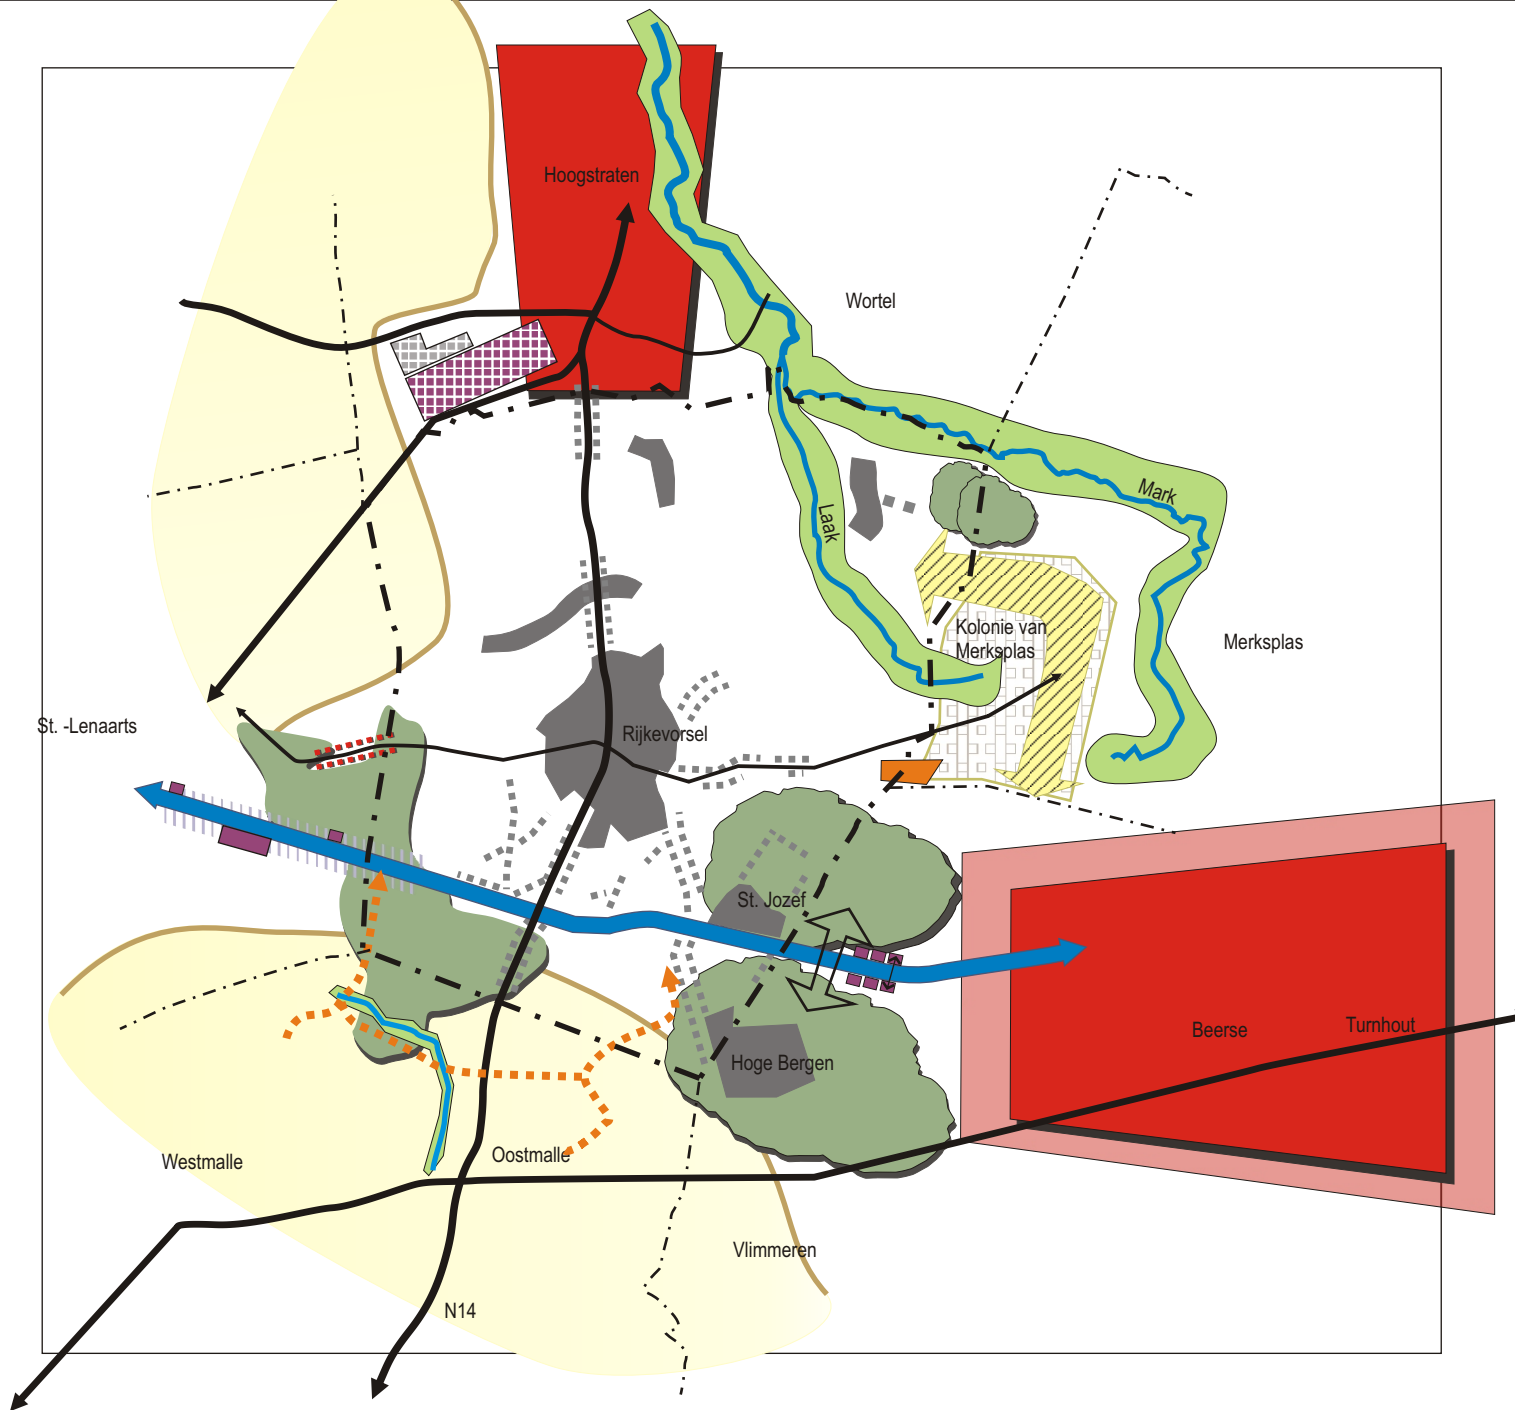 Hoogstraten
Wortel
Mark
Laak
Kolonie van
Merksplas
Merksplas
St. -Lenaarts
Rijkevorsel
St. Jozef
Beerse
Turnhout
Hoge Bergen
Westmalle
Oostmalle
Vlimmeren
N14